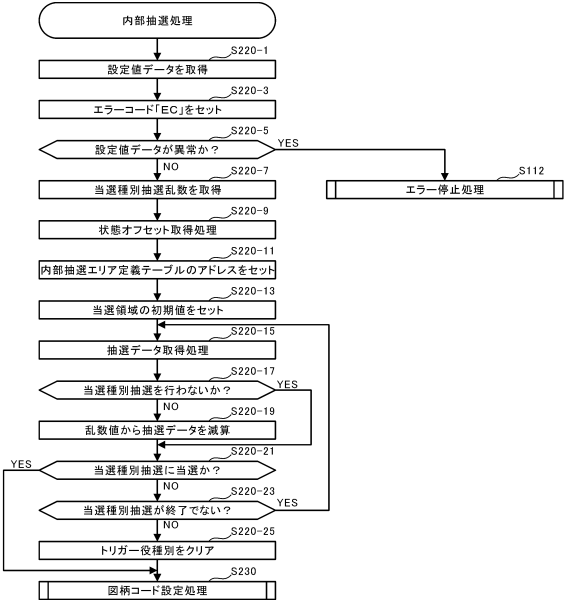 内部抽選処理
S220-1
設定値データを取得
S220-3
エラーコード「EC」をセット
S220-5
設定値データが異常か？
YES
NO
S220-7
当選種別抽選乱数を取得
S112
エラー停止処理
S220-9
状態オフセット取得処理
S220-11
内部抽選エリア定義テーブルのアドレスをセット
S220-13
当選領域の初期値をセット
S220-15
抽選データ取得処理
S220-17
当選種別抽選を行わないか？
YES
NO
S220-19
乱数値から抽選データを減算
S220-21
YES
当選種別抽選に当選か？
NO
S220-23
当選種別抽選が終了でない？
YES
NO
S220-25
トリガー役種別をクリア
S230
図柄コード設定処理